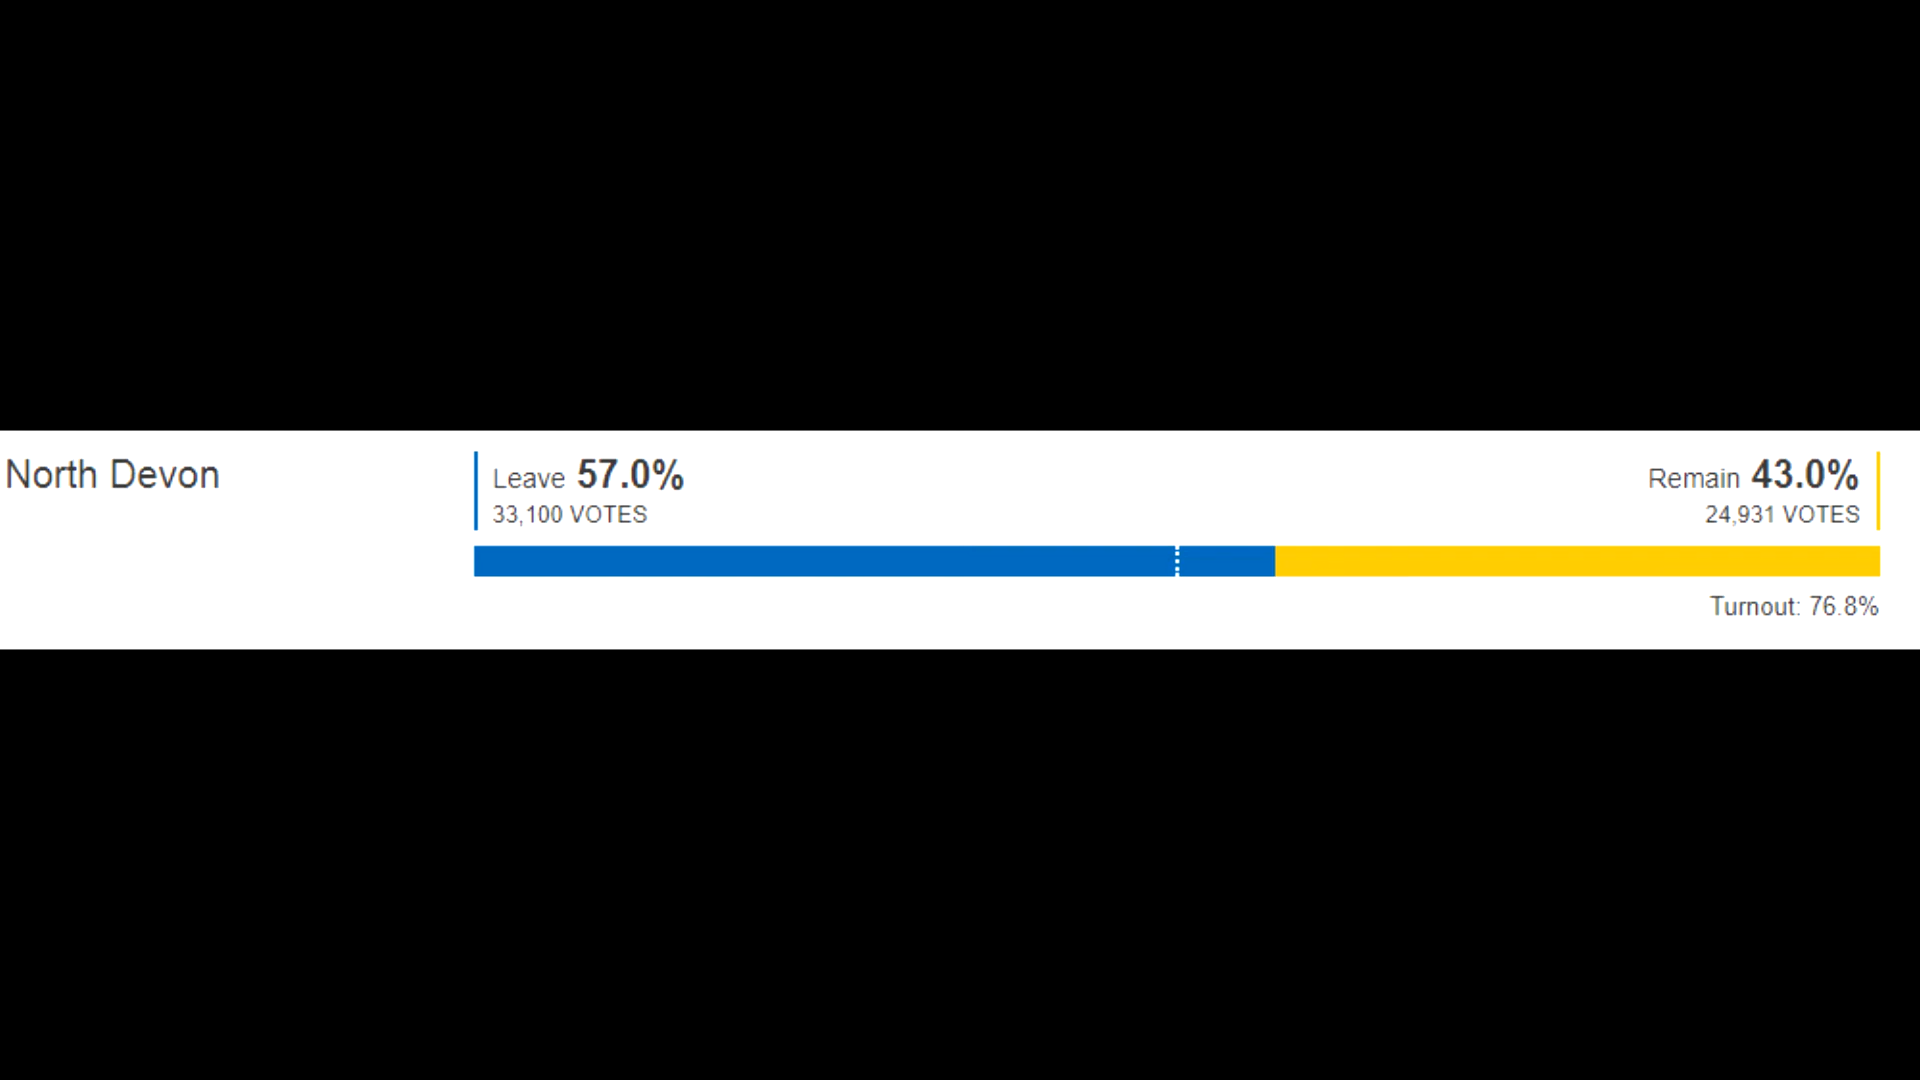 North Devon
Leave 57.0%
33,100 VOTES
Remain 43.0%
24,931 VOTES
Turnout: 76.8%